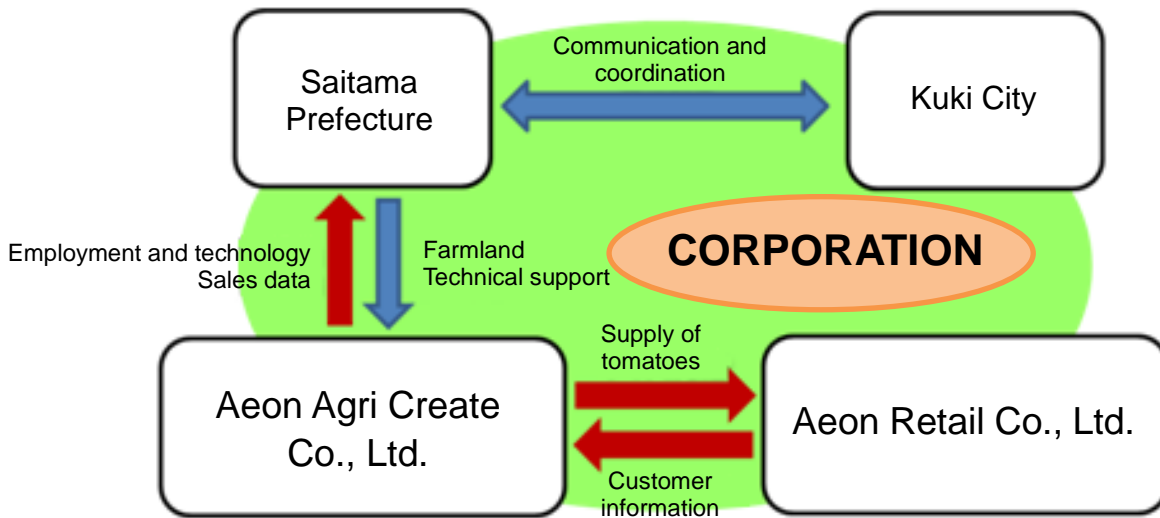 Saitama
Prefecture
Communication and
coordination
Kuki City
Employment and technology
Sales data
Farmland
Technical support
CORPORATION
Aeon Agri Create
Co., Ltd.
Supply of
tomatoes
Customer
information
Aeon Retail Co., Ltd.